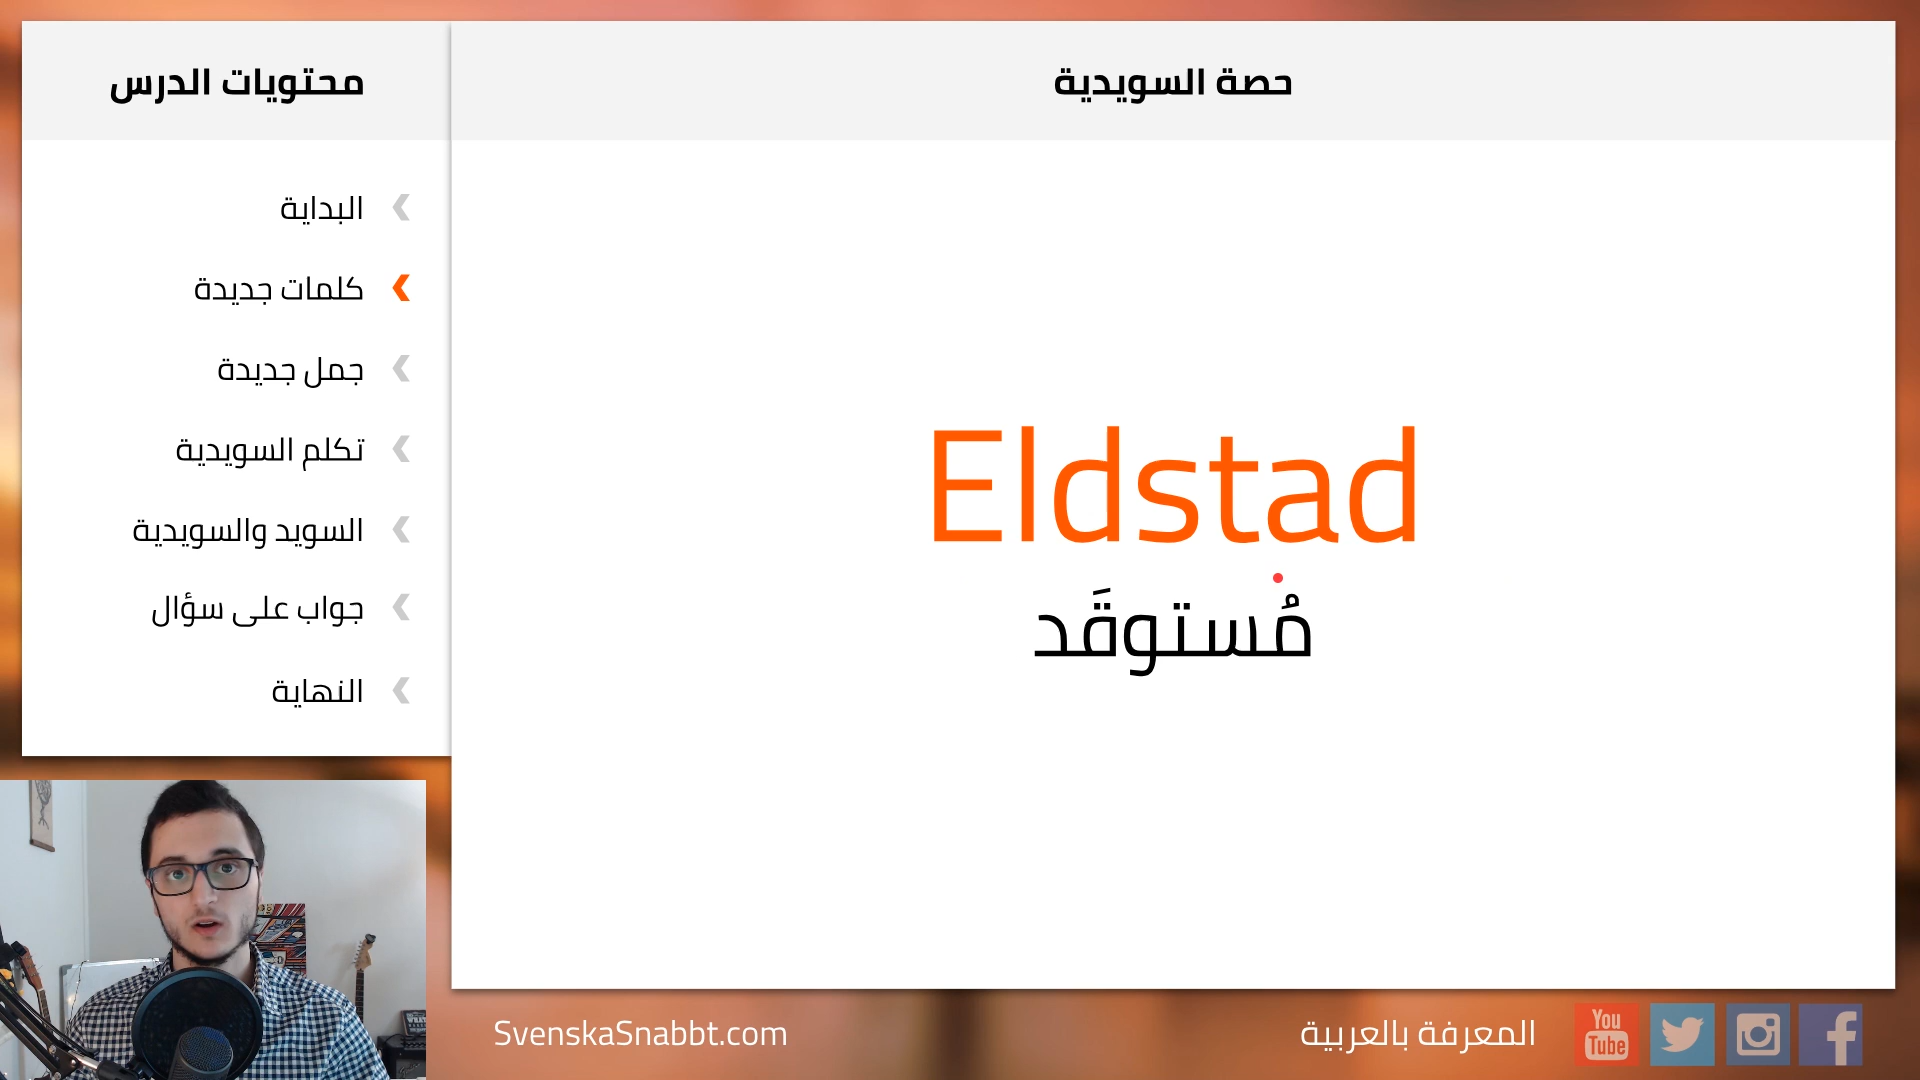 حصة السويدية
محتويات الدرس
البداية
كلمات جديدة
جمل جديدة
تكلم السويدية
السويد والسويدية
جواب على سؤال
النهاية
Eldstad
مُستوقَد
SvenskaSnabbt.com
المعرفة بالعربية
You
Tube